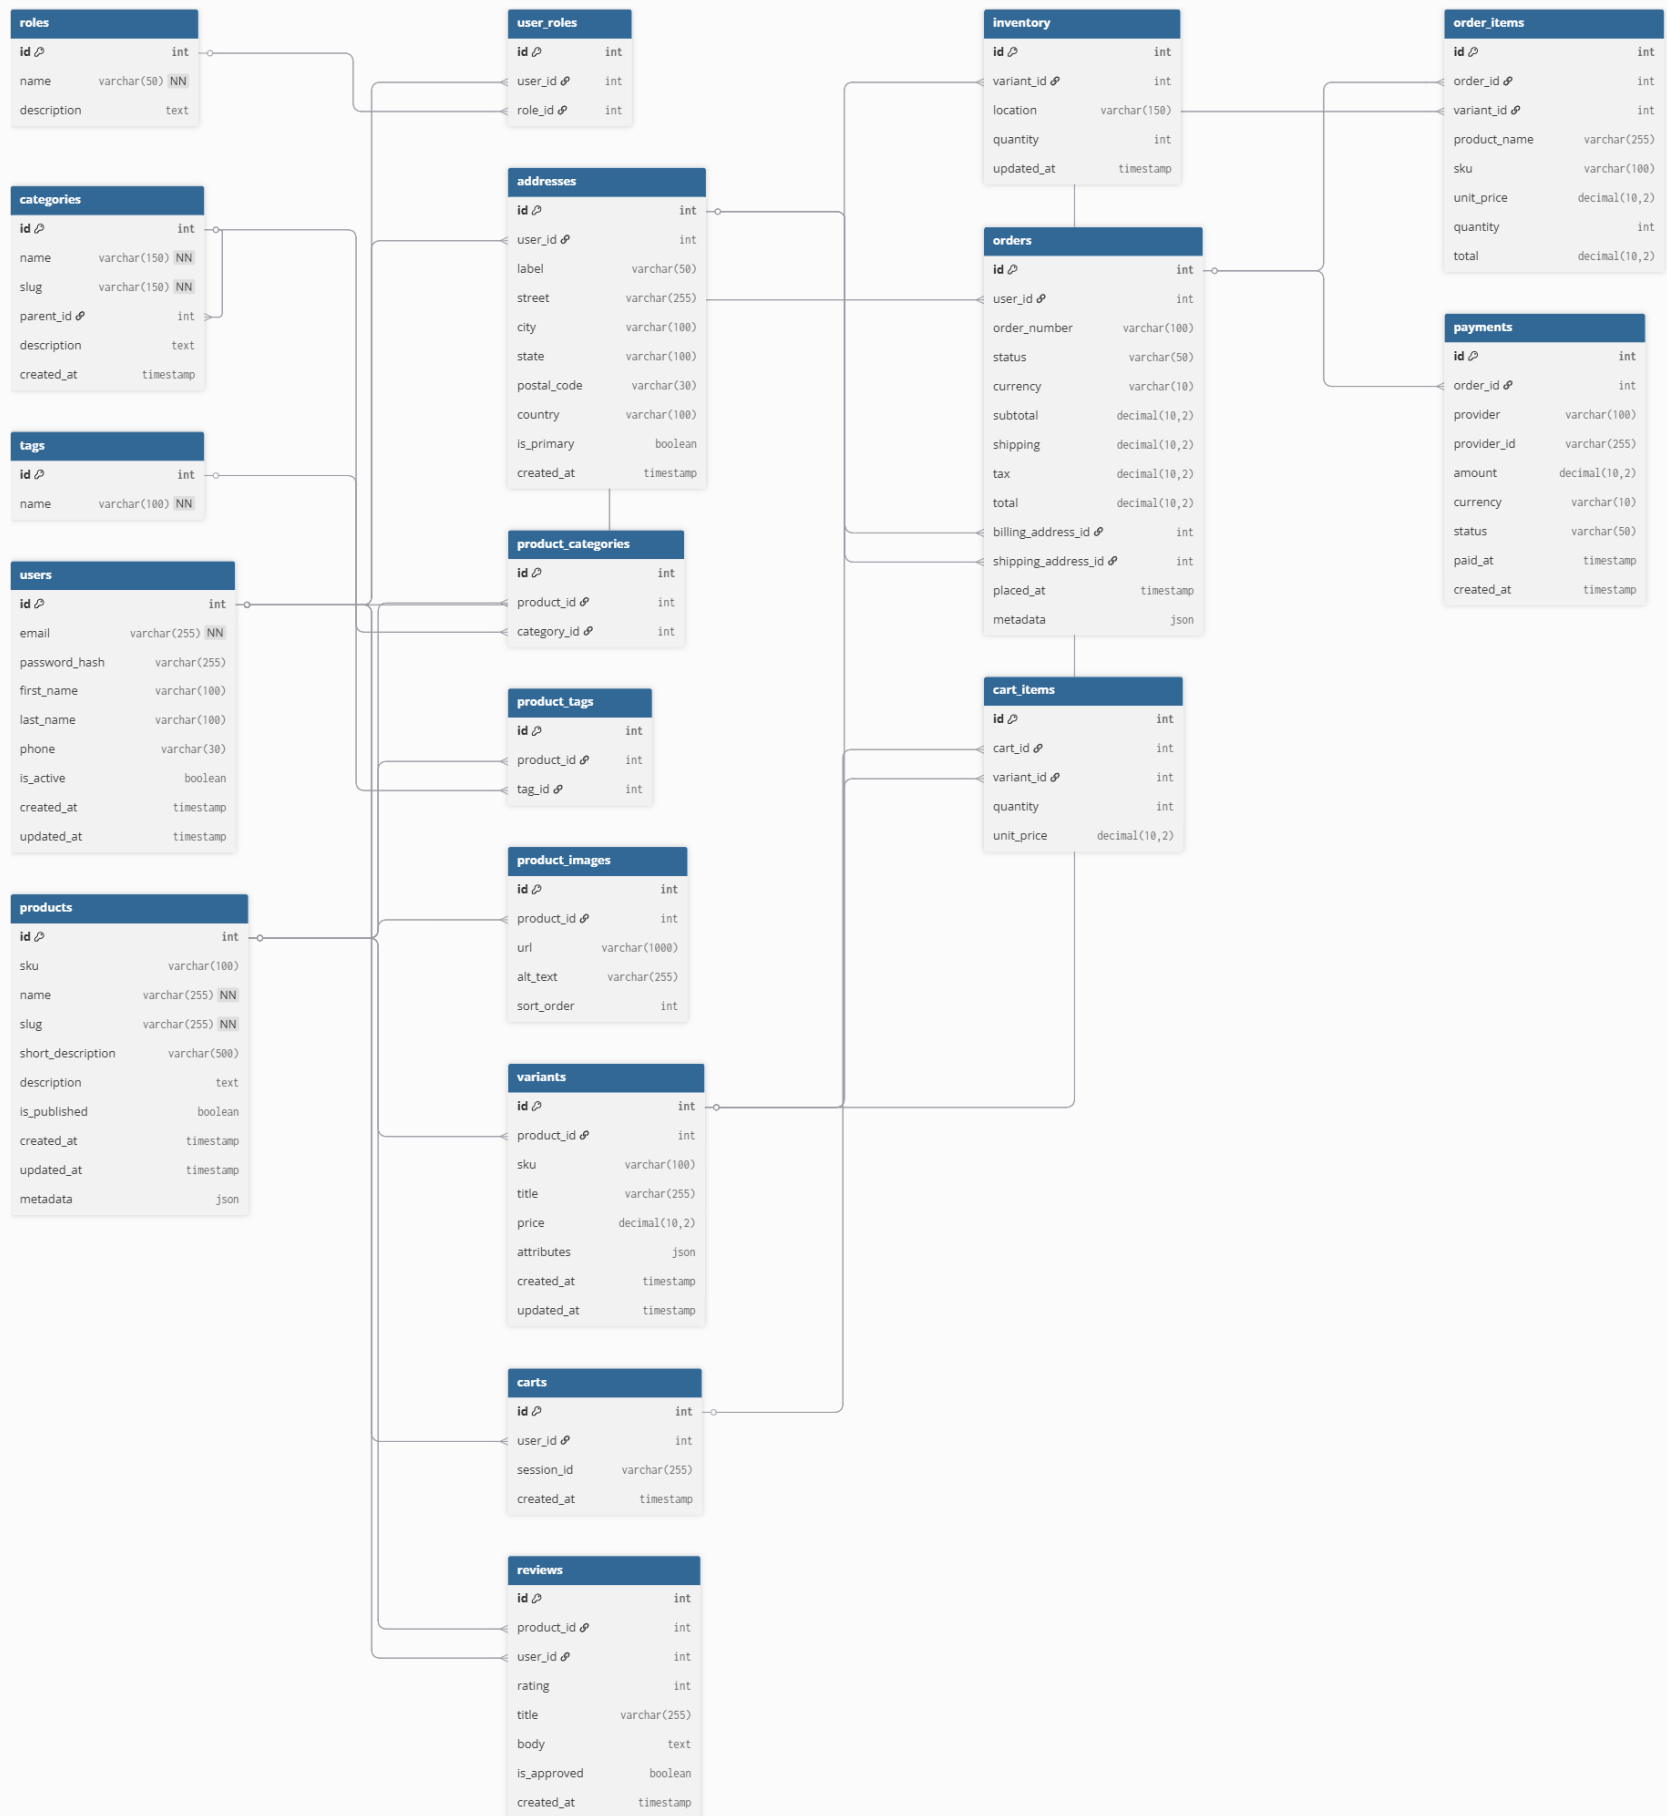 roles
id int
name varchar(50) NN
description text
categories
id int
name varchar(150) NN
slug varchar(150) NN
parent_id int
description text
created_at timestamp
tags
id int
name varchar(100) NN
users
id int
email varchar(255) NN
password_hash varchar(255)
first_name varchar(100)
last_name varchar(100)
phone varchar(30)
is_active boolean
created_at timestamp
updated_at timestamp
products
id int
sku varchar(100)
name varchar(255) NN
slug varchar(255) NN
short_description varchar(500)
description text
is_published boolean
created_at timestamp
updated_at timestamp
metadata json
user_roles
id int
user_id int
role_id int
addresses
id int
user_id int
label varchar(50)
street varchar(255)
city varchar(100)
state varchar(100)
postal_code varchar(30)
country varchar(100)
is_primary boolean
created_at timestamp
product_categories
id int
product_id int
category_id int
product_tags
id int
product_id int
tag_id int
product_images
id int
product_id int
url varchar(1000)
alt_text varchar(255)
sort_order int
variants
id int
product_id int
sku varchar(100)
title varchar(255)
price decimal(10,2)
attributes json
created_at timestamp
updated_at timestamp
carts
id int
user_id int
session_id varchar(255)
created_at timestamp
reviews
id int
product_id int
user_id int
rating int
title varchar(255)
body text
is_approved boolean
created_at timestamp
inventory
id int
variant_id int
location varchar(150)
quantity int
updated_at timestamp
orders
id int
user_id int
order_number varchar(100)
status varchar(50)
currency varchar(10)
subtotal decimal(10,2)
shipping decimal(10,2)
tax decimal(10,2)
total decimal(10,2)
billing_address_id int
shipping_address_id int
placed_at timestamp
metadata json
cart_items
id int
cart_id int
variant_id int
quantity int
unit_price decimal(10,2)
order_items
id int
order_id int
variant_id int
product_name varchar(255)
sku varchar(100)
unit_price decimal(10,2)
quantity int
total decimal(10,2)
payments
id int
order_id int
provider varchar(100)
provider_id varchar(255)
amount decimal(10,2)
currency varchar(10)
status varchar(50)
paid_at timestamp
created_at timestamp